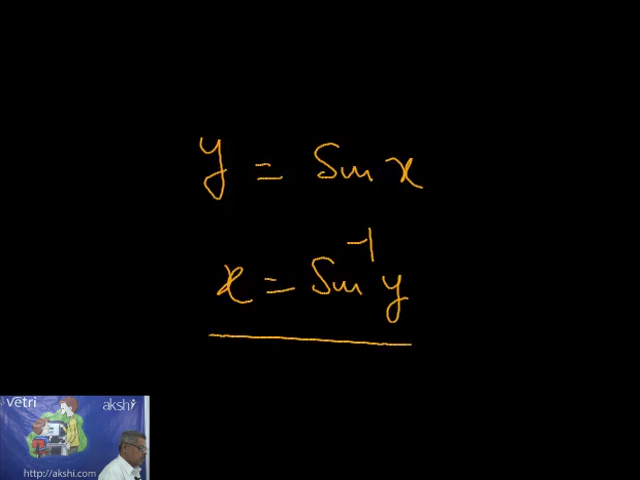 y = Sin x
x = Sin⁻¹ y
vetri
akshi
http://akshi.com